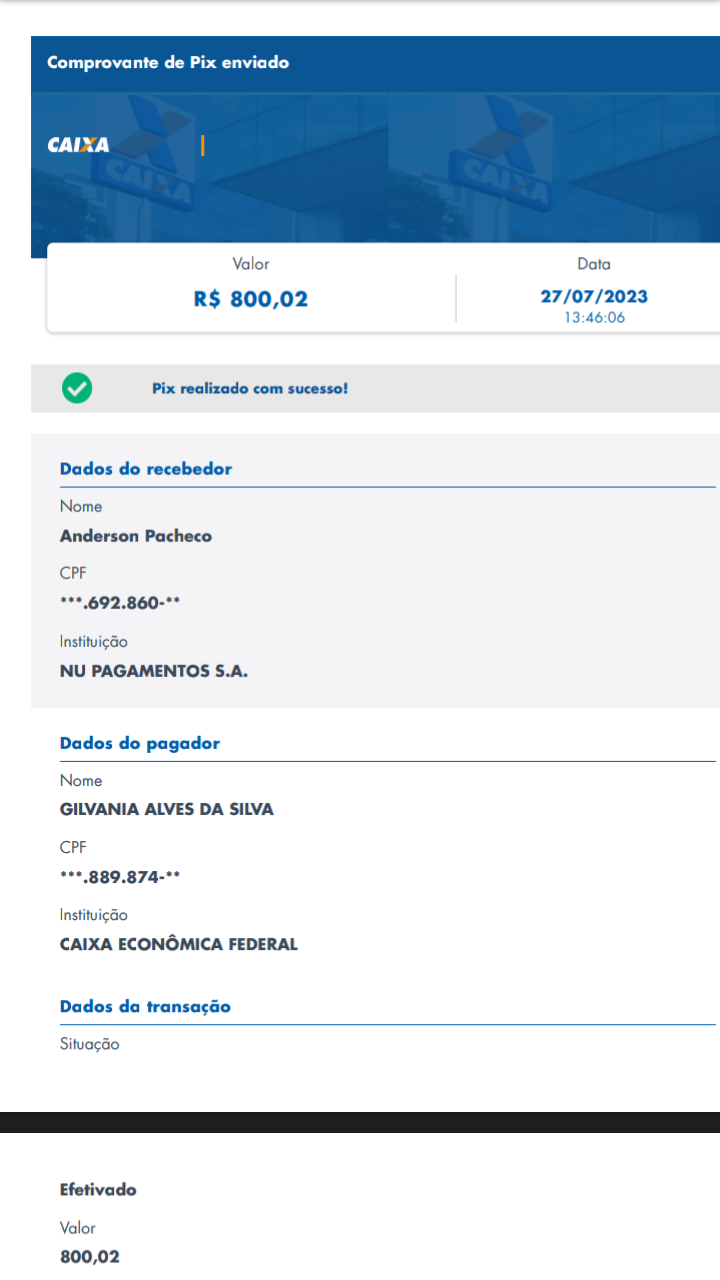 Comprovante de Pix enviado
CAIXA
CAIXA
CAIXA
Valor
R$ 800,02
Data
27/07/2023
13:46:06
Pix realizado com sucesso!
Dados do recebedor
Nome
Anderson Pacheco
CPF
***.692.860-**
Instituição
NU PAGAMENTOS S.A.
Dados do pagador
Nome
GILVANIA ALVES DA SILVA
CPF
***.889.874-**
Instituição
CAIXA ECONÔMICA FEDERAL
Dados da transação
Situação
Efetivado
Valor
800,02